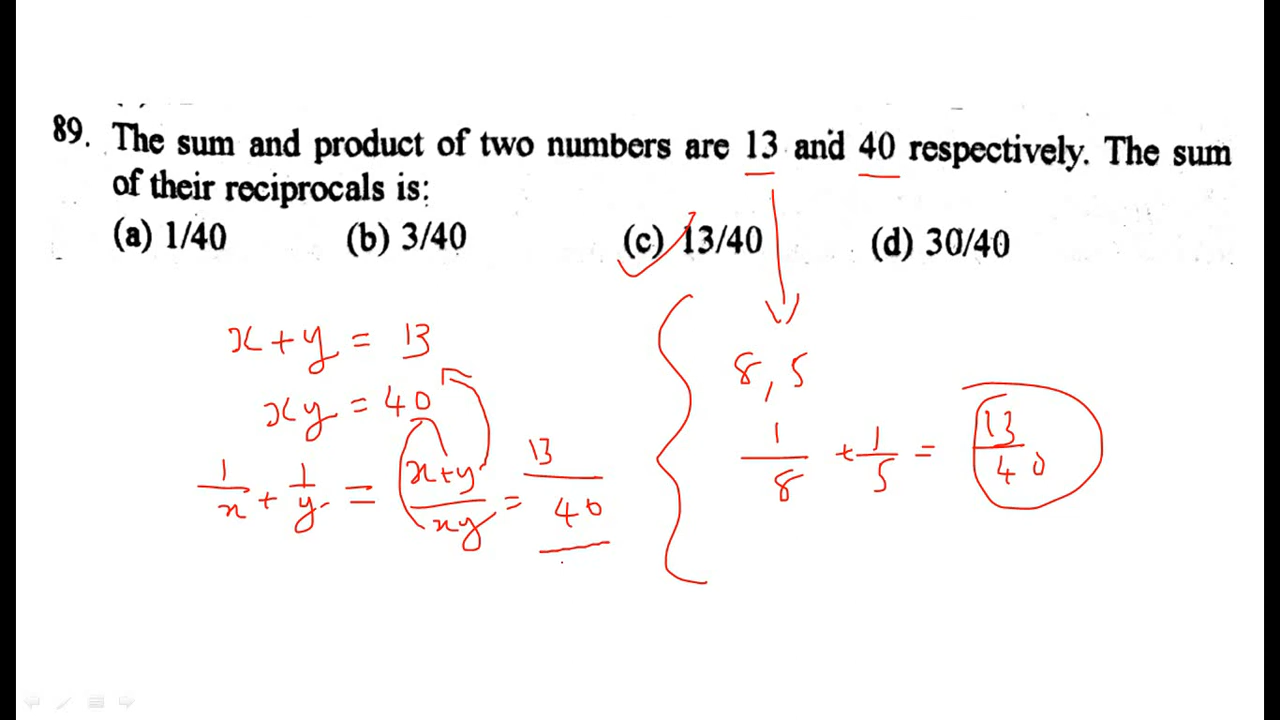 89. The sum and product of two numbers are 13 and 40 respectively. The sum
of their reciprocals is:
(a) 1/40 (b) 3/40 (c) 13/40 (d) 30/40
x + y = 13
xy = 40
1/x + 1/y = x+y/xy = 13/40
8, 5
1/8 + 1/5 = 13/40